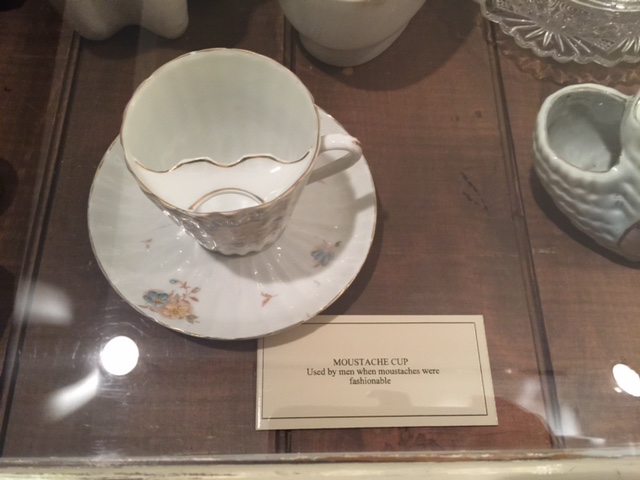 MOUSTACHE CUP
Used by men when moustaches were
fashionable